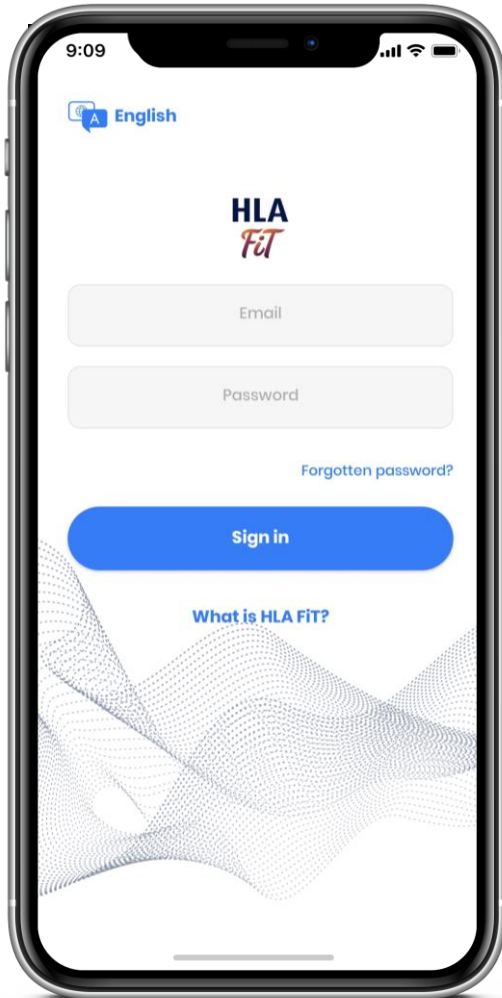 9:09
English
HLA
FiT
Email
Password
Forgotten password?
Sign in
What is HLA FiT?